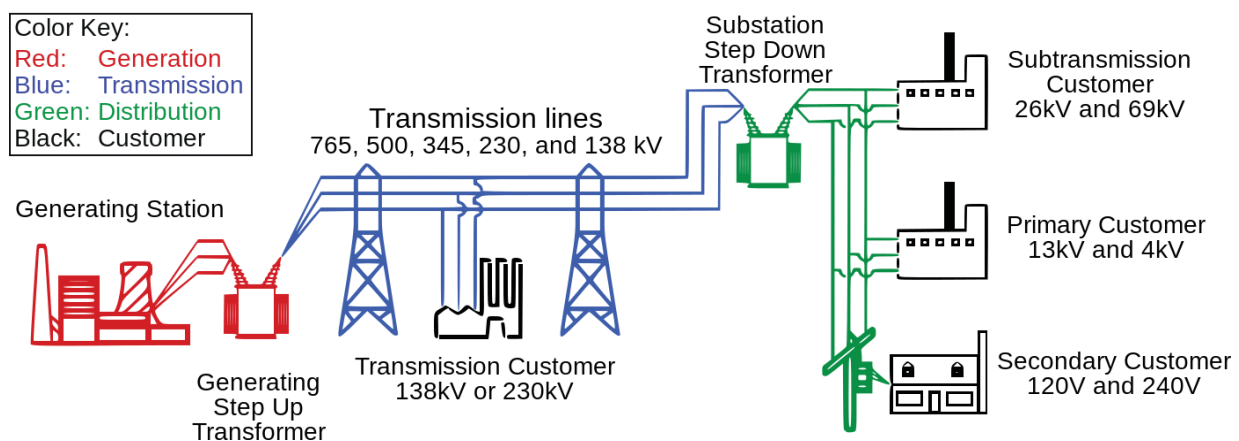 Color Key:
Red: Generation
Blue: Transmission
Green: Distribution
Black: Customer
Generating Station
Generating
Step Up
Transformer
Transmission lines
765, 500, 345, 230, and 138 kV
Transmission Customer
138kV or 230kV
Substation
Step Down
Transformer
Subtransmission
Customer
26kV and 69kV
Primary Customer
13kV and 4kV
Secondary Customer
120V and 240V